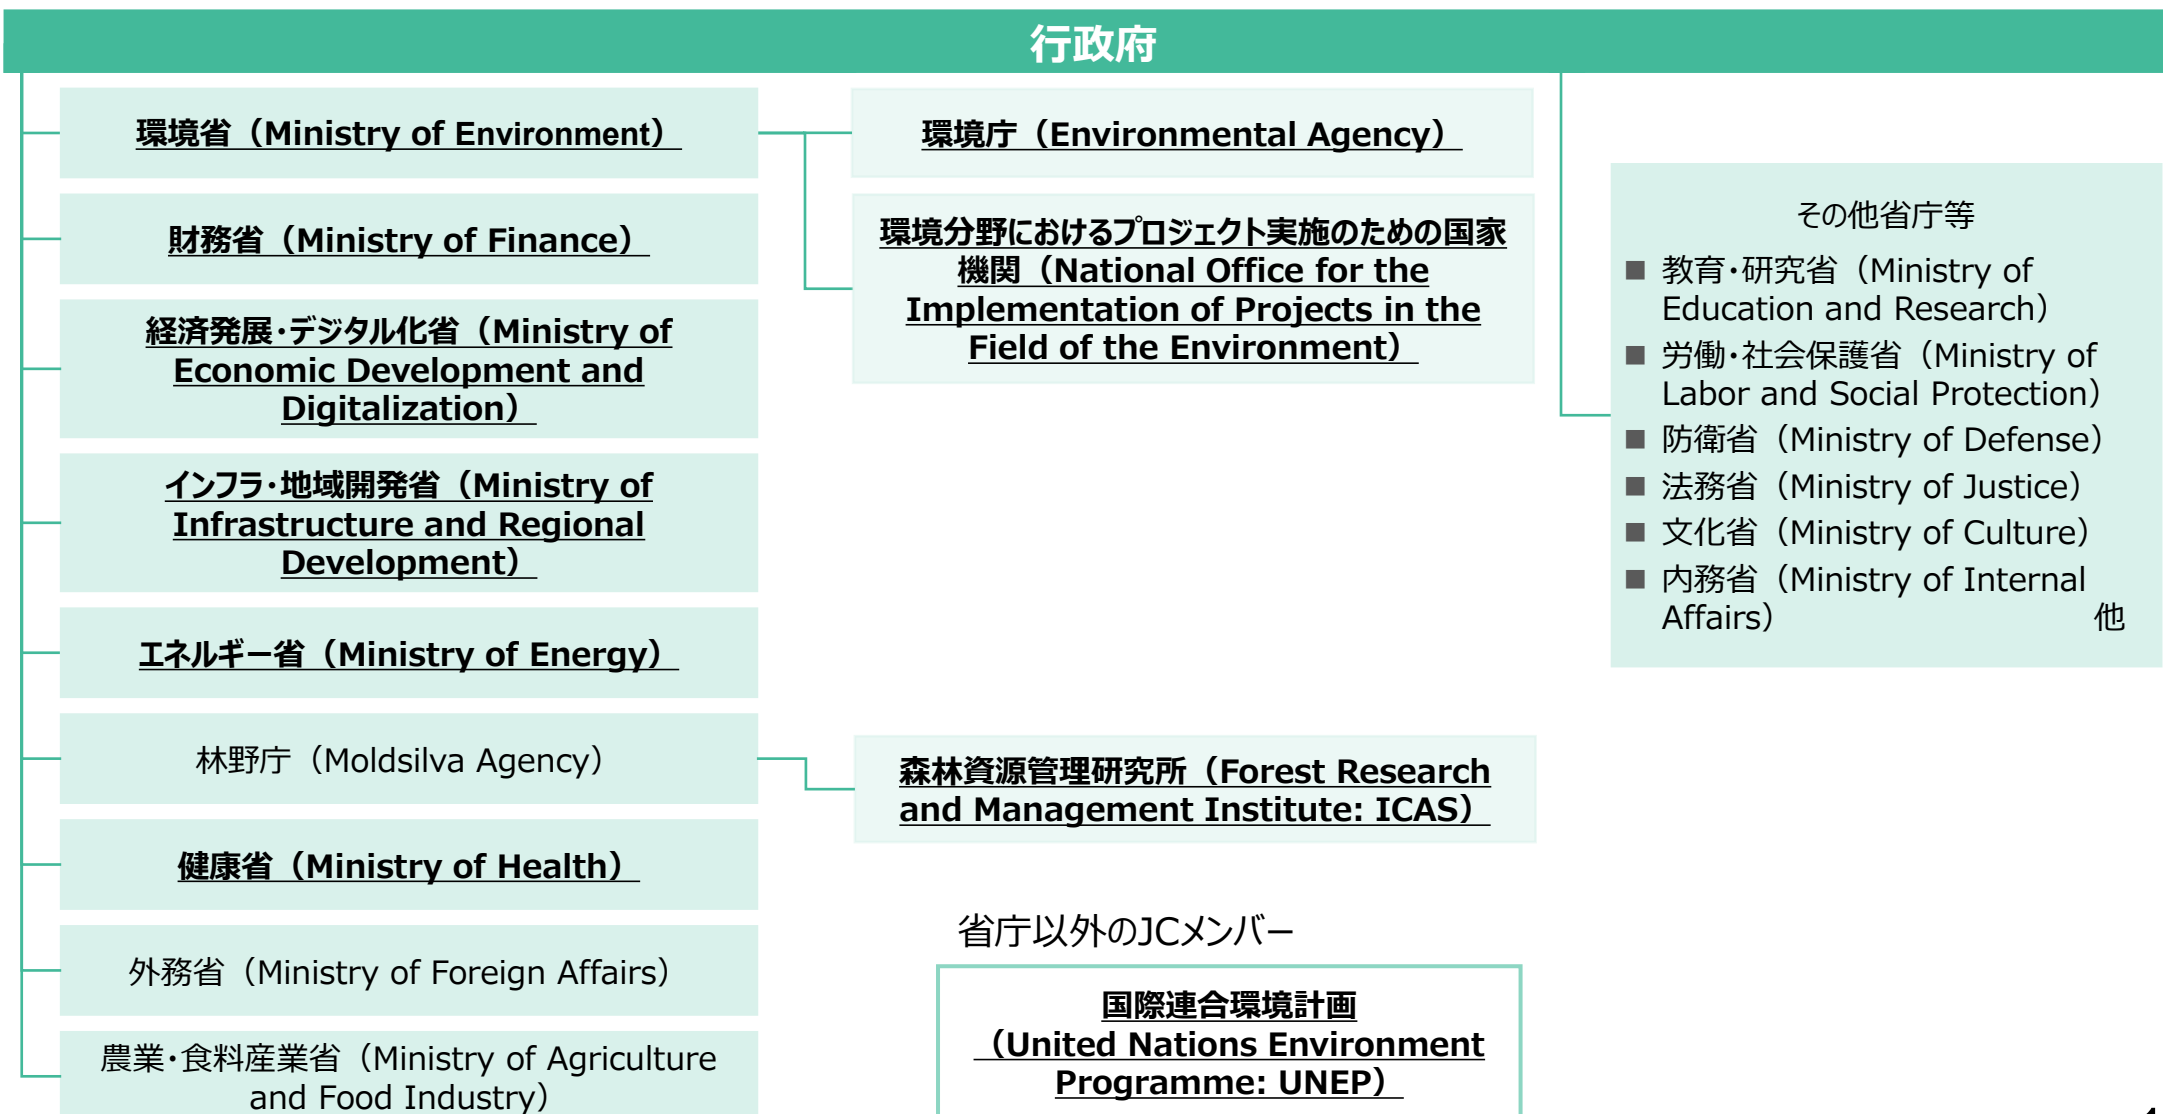 行政府
環境省（Ministry of Environment）
財務省（Ministry of Finance）
経済発展・デジタル化省（Ministry of
Economic Development and
Digitalization）
インフラ・地域開発省（Ministry of
Infrastructure and Regional
Development）
エネルギー省（Ministry of Energy）
林野庁（Moldsilva Agency）
健康省（Ministry of Health）
外務省（Ministry of Foreign Affairs）
農業・食料産業省（Ministry of Agriculture
and Food Industry）
環境庁（Environmental Agency）
環境分野におけるプロジェクト実施のための国家
機関（National Office for the
Implementation of Projects in the
Field of the Environment）
森林資源管理研究所（Forest Research
and Management Institute: ICAS）
省庁以外のJCメンバー
国際連合環境計画
（United Nations Environment
Programme: UNEP）
その他省庁等
■ 教育・研究省（Ministry of
Education and Research）
■ 労働・社会保護省（Ministry of
Labor and Social Protection）
■ 防衛省（Ministry of Defense）
■ 法務省（Ministry of Justice）
■ 文化省（Ministry of Culture）
■ 内務省（Ministry of Internal
Affairs） 他